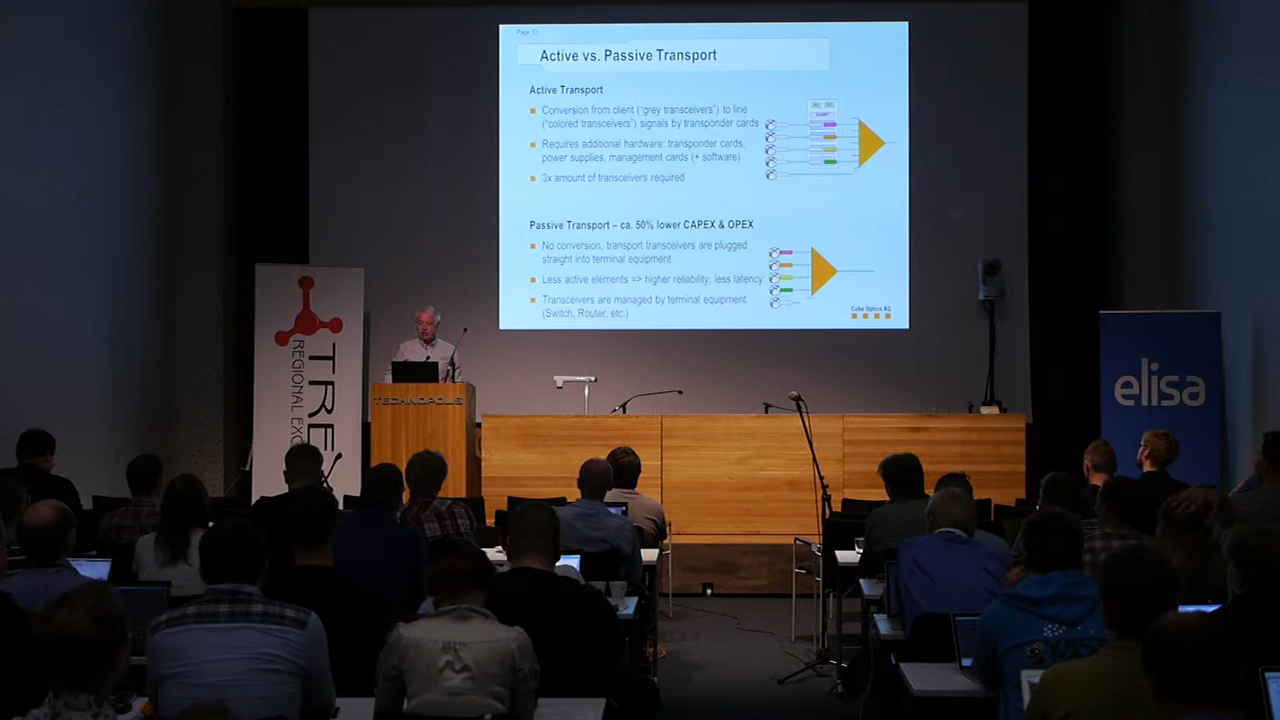 Page 10
Active vs. Passive Transport
Active Transport
Conversion from client ("grey transceivers") to line
("colored transceivers") signals by transponder cards
Requires additional hardware: transponder cards,
power supplies, management cards (+ software)
3x amount of transceivers required
Passive Transport – ca. 50% lower CAPEX & OPEX
No conversion, transport transceivers are plugged
straight into terminal equipment
Less active elements => higher reliability, less latency
Transceivers are managed by terminal equipment
(Switch, Router, etc.)
Cube Optics AG
TREX
REGIONAL
TECHNOPOLIS
elisa